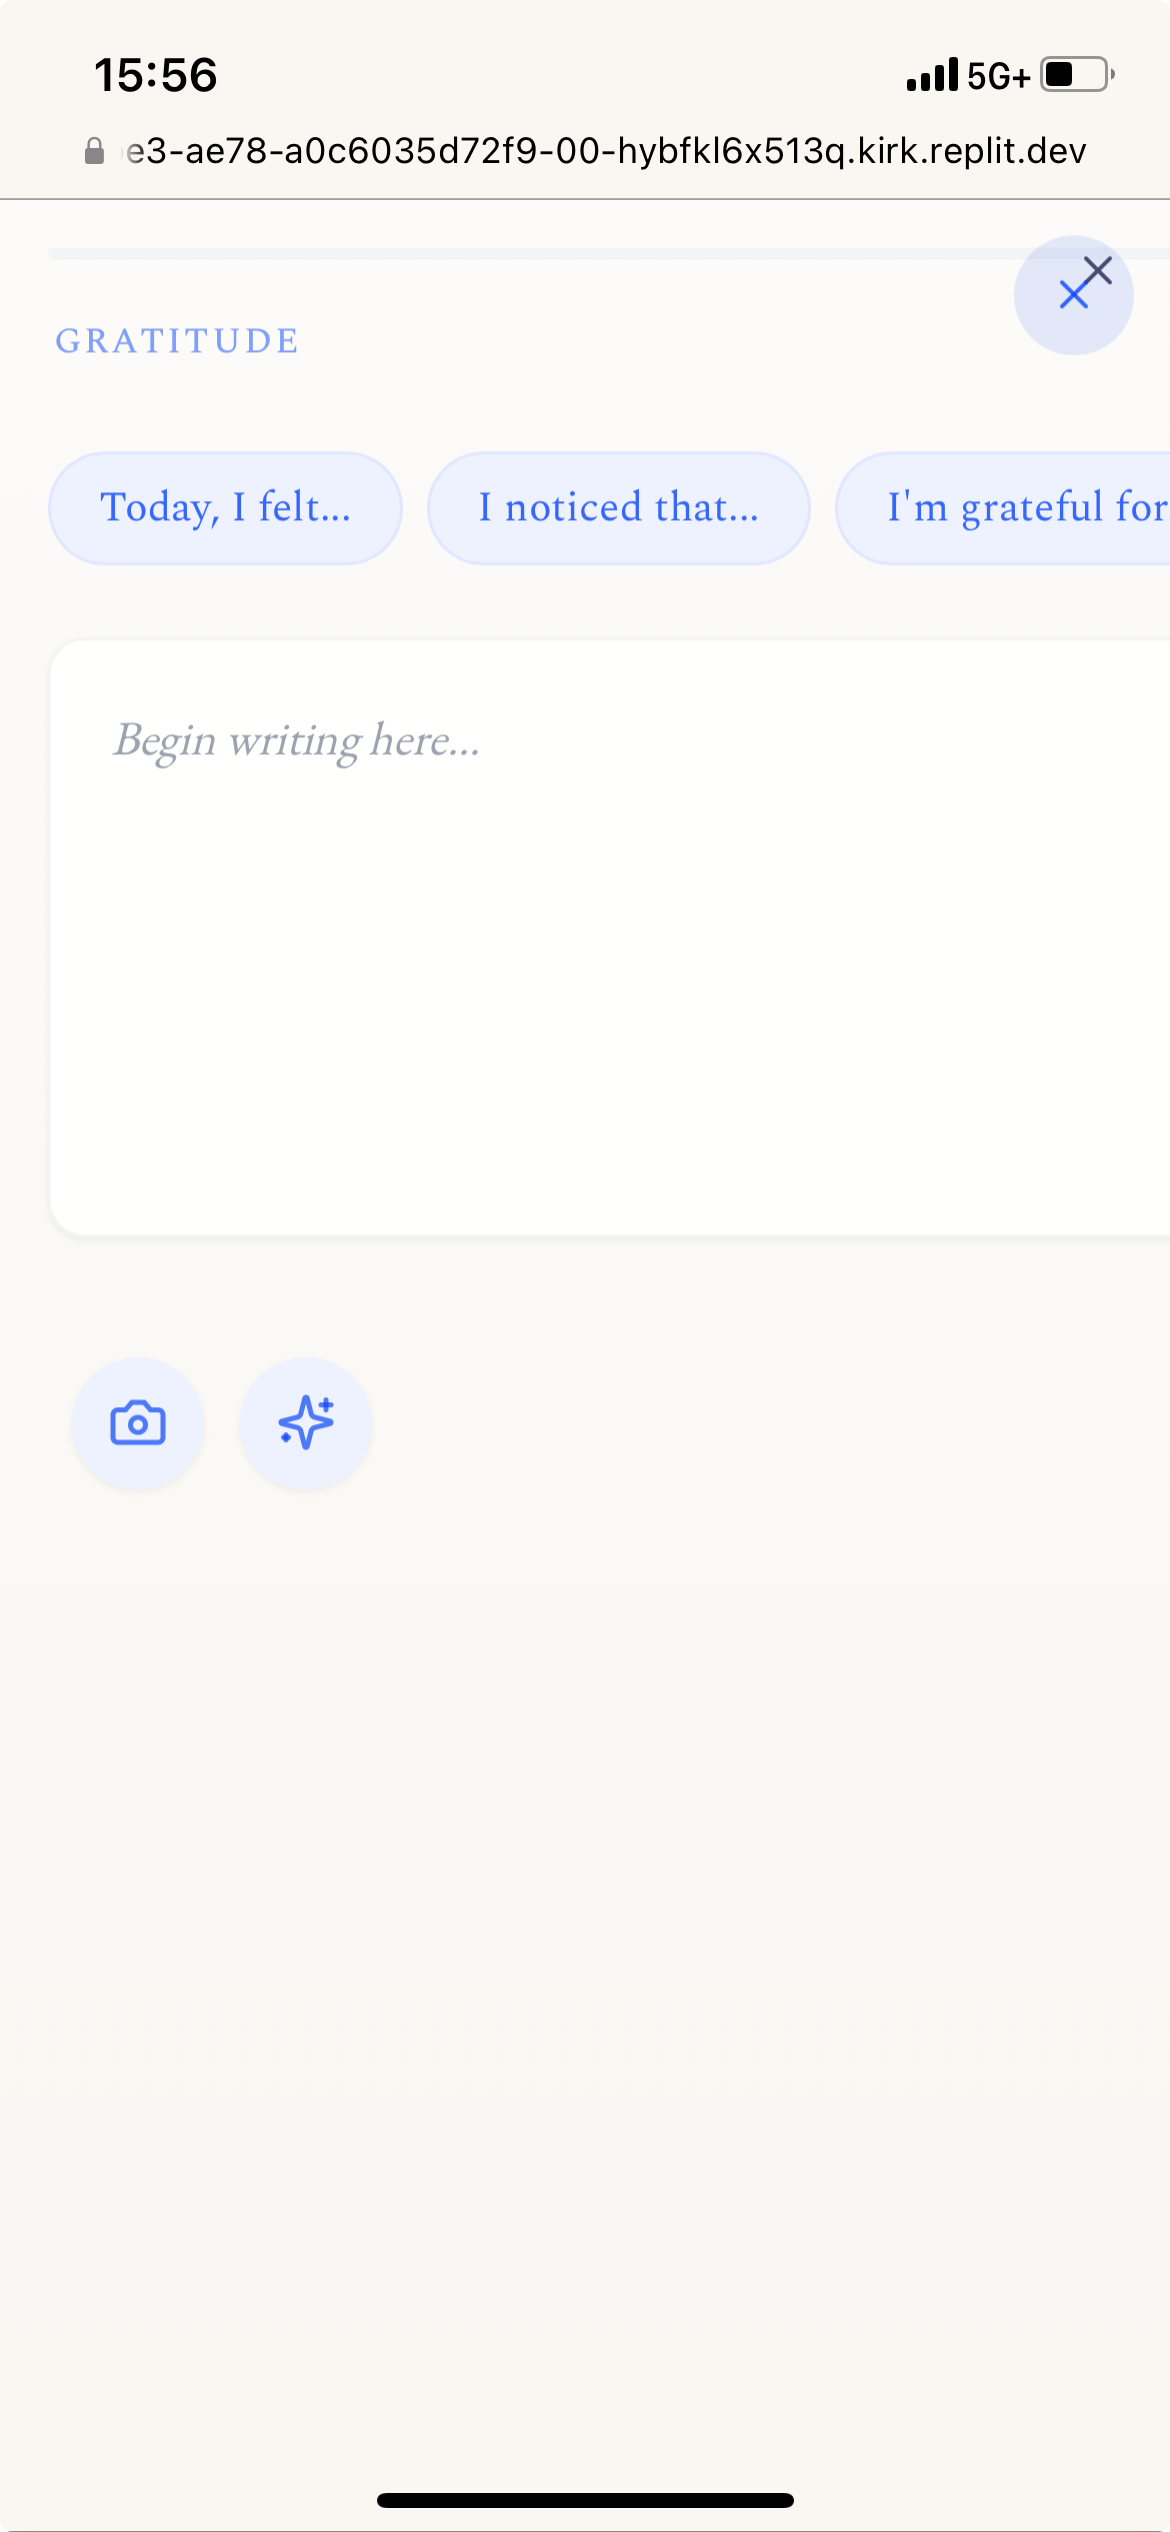 15:56
5G+
e3-ae78-a0c6035d72f9-00-hybfkl6x513q.kirk.replit.dev
GRATITUDE
Today, I felt... I noticed that... I'm grateful for
Begin writing here...